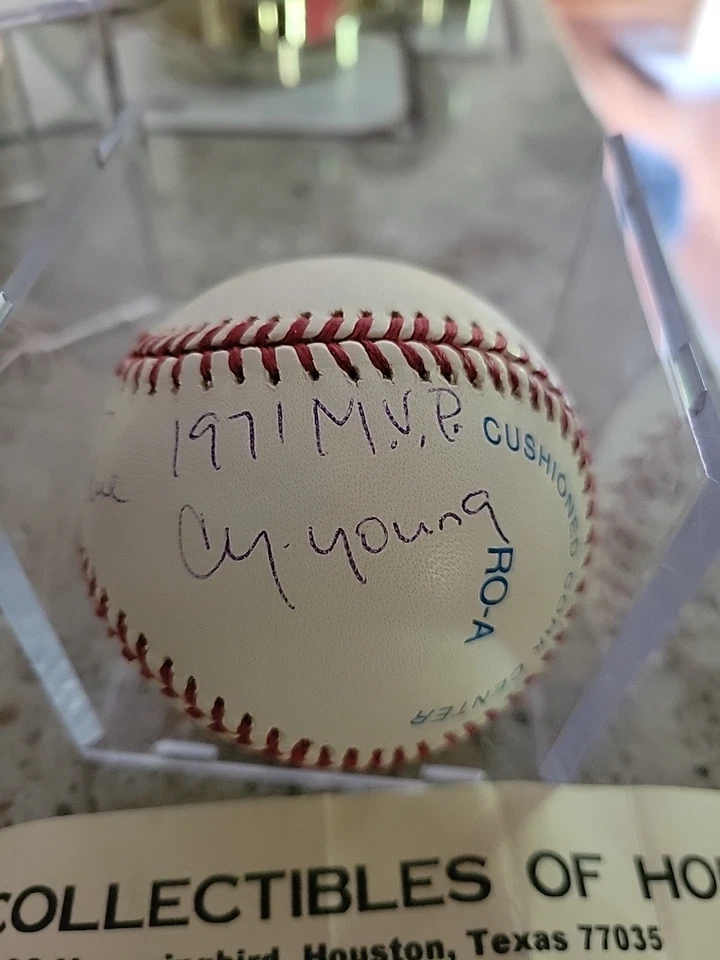 1971 M.V.P.
Cy-young
CUSHIONED CORK CENTER
RO-A
COLLECTIBLES OF HO
Houston, Texas 77035